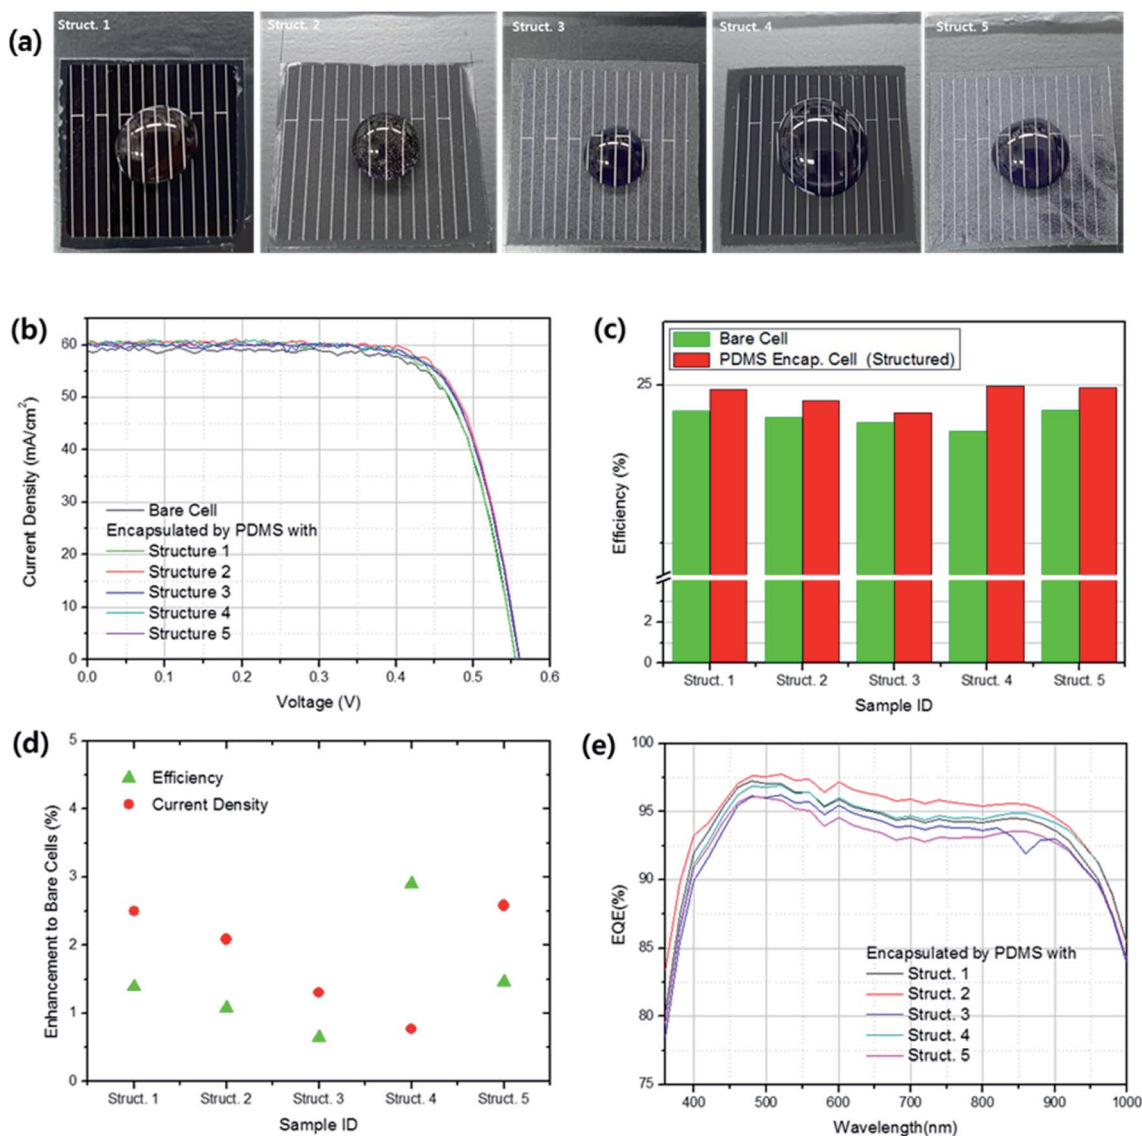 (a)
Struct. 1
Struct. 2
Struct. 3
Struct. 4
Struct. 5
(b)
Current Density (mA/cm²)
60
50
40
30
20
10
0
Bare Cell
Encapsulated by PDMS with
Structure 1
Structure 2
Structure 3
Structure 4
Structure 5
0.0 0.1 0.2 0.3 0.4 0.5 0.6
Voltage (V)
(c)
Efficiency (%)
Bare Cell
PDMS Encap. Cell (Structured)
25
2
0
Struct. 1 Struct. 2 Struct. 3 Struct. 4 Struct. 5
Sample ID
(d)
Enhancement to Bare Cells (%)
5
4
3
2
1
0
Efficiency
Current Density
Struct. 1 Struct. 2 Struct. 3 Struct. 4 Struct. 5
Sample ID
(e)
EQE(%)
100
95
90
85
80
75
Encapsulated by PDMS with
Struct. 1
Struct. 2
Struct. 3
Struct. 4
Struct. 5
400 500 600 700 800 900 1000
Wavelength(nm)